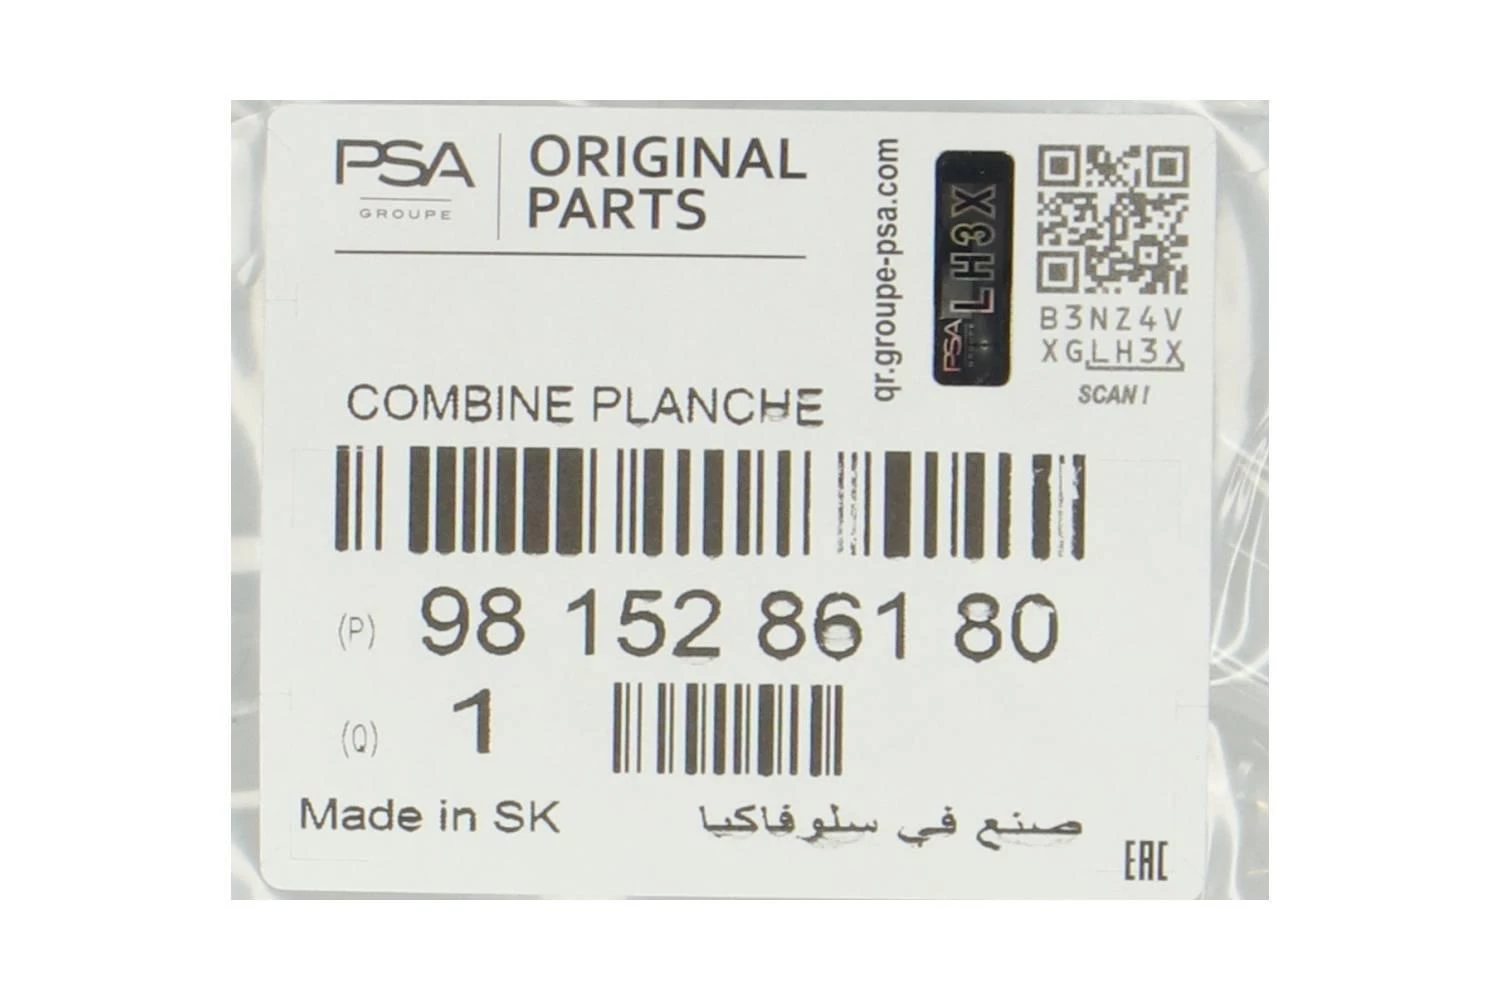 PSA
GROUPE
ORIGINAL
PARTS
qr.groupe-psa.com
PSA
GROUPE
LH3X
B3NZ4V
XGLH3X
SCAN !
COMBINE PLANCHE
(P) 98 152 861 80
(Q) 1
Made in SK
صنع في سلوفاكيا
EAC